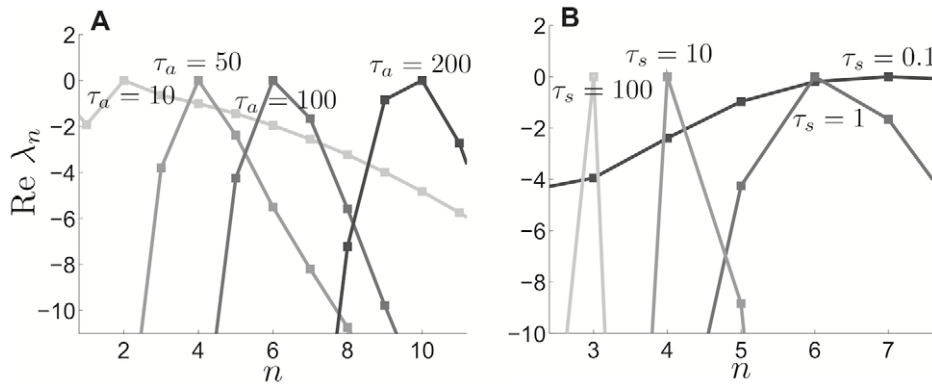 A
2
0
−2
−4
−6
−8
−10
Re λₙ
τₐ = 10
τₐ = 50
τₐ = 100
τₐ = 200
2
4
6
8
10
n
B
2
0
−2
−4
−6
−8
−10
τₛ = 100
τₛ = 10
τₛ = 1
τₛ = 0.1
3
4
5
6
7
n